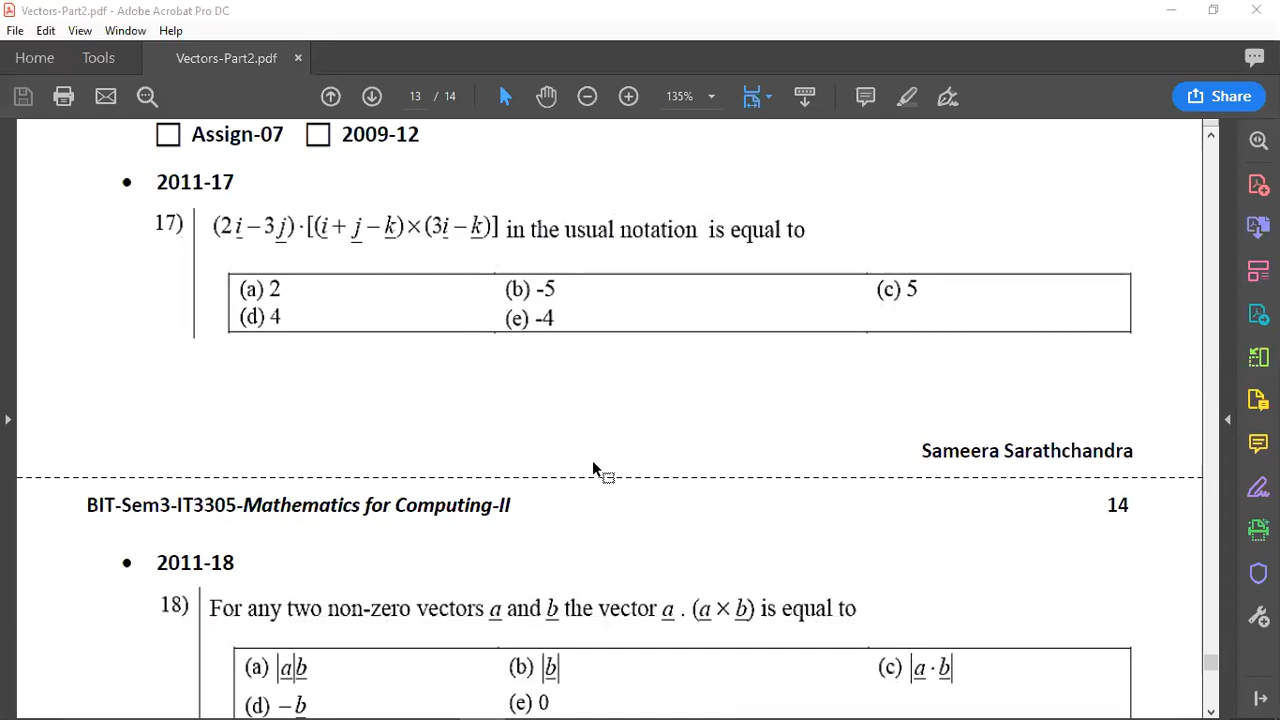 Vectors-Part2.pdf - Adobe Acrobat Pro DC
File Edit View Window Help
Home Tools Vectors-Part2.pdf ×
13 / 14 135% Share
Assign-07 2009-12
• 2011-17
17) (2i − 3j)·[(i + j − k)×(3i − k)] in the usual notation is equal to
(a) 2 (b) -5 (c) 5
(d) 4 (e) -4
Sameera Sarathchandra
BIT-Sem3-IT3305-Mathematics for Computing-II 14
• 2011-18
18) For any two non-zero vectors a and b the vector a . (a × b) is equal to
(a) |a|b (b) |b| (c) |a · b|
(d) −b (e) 0